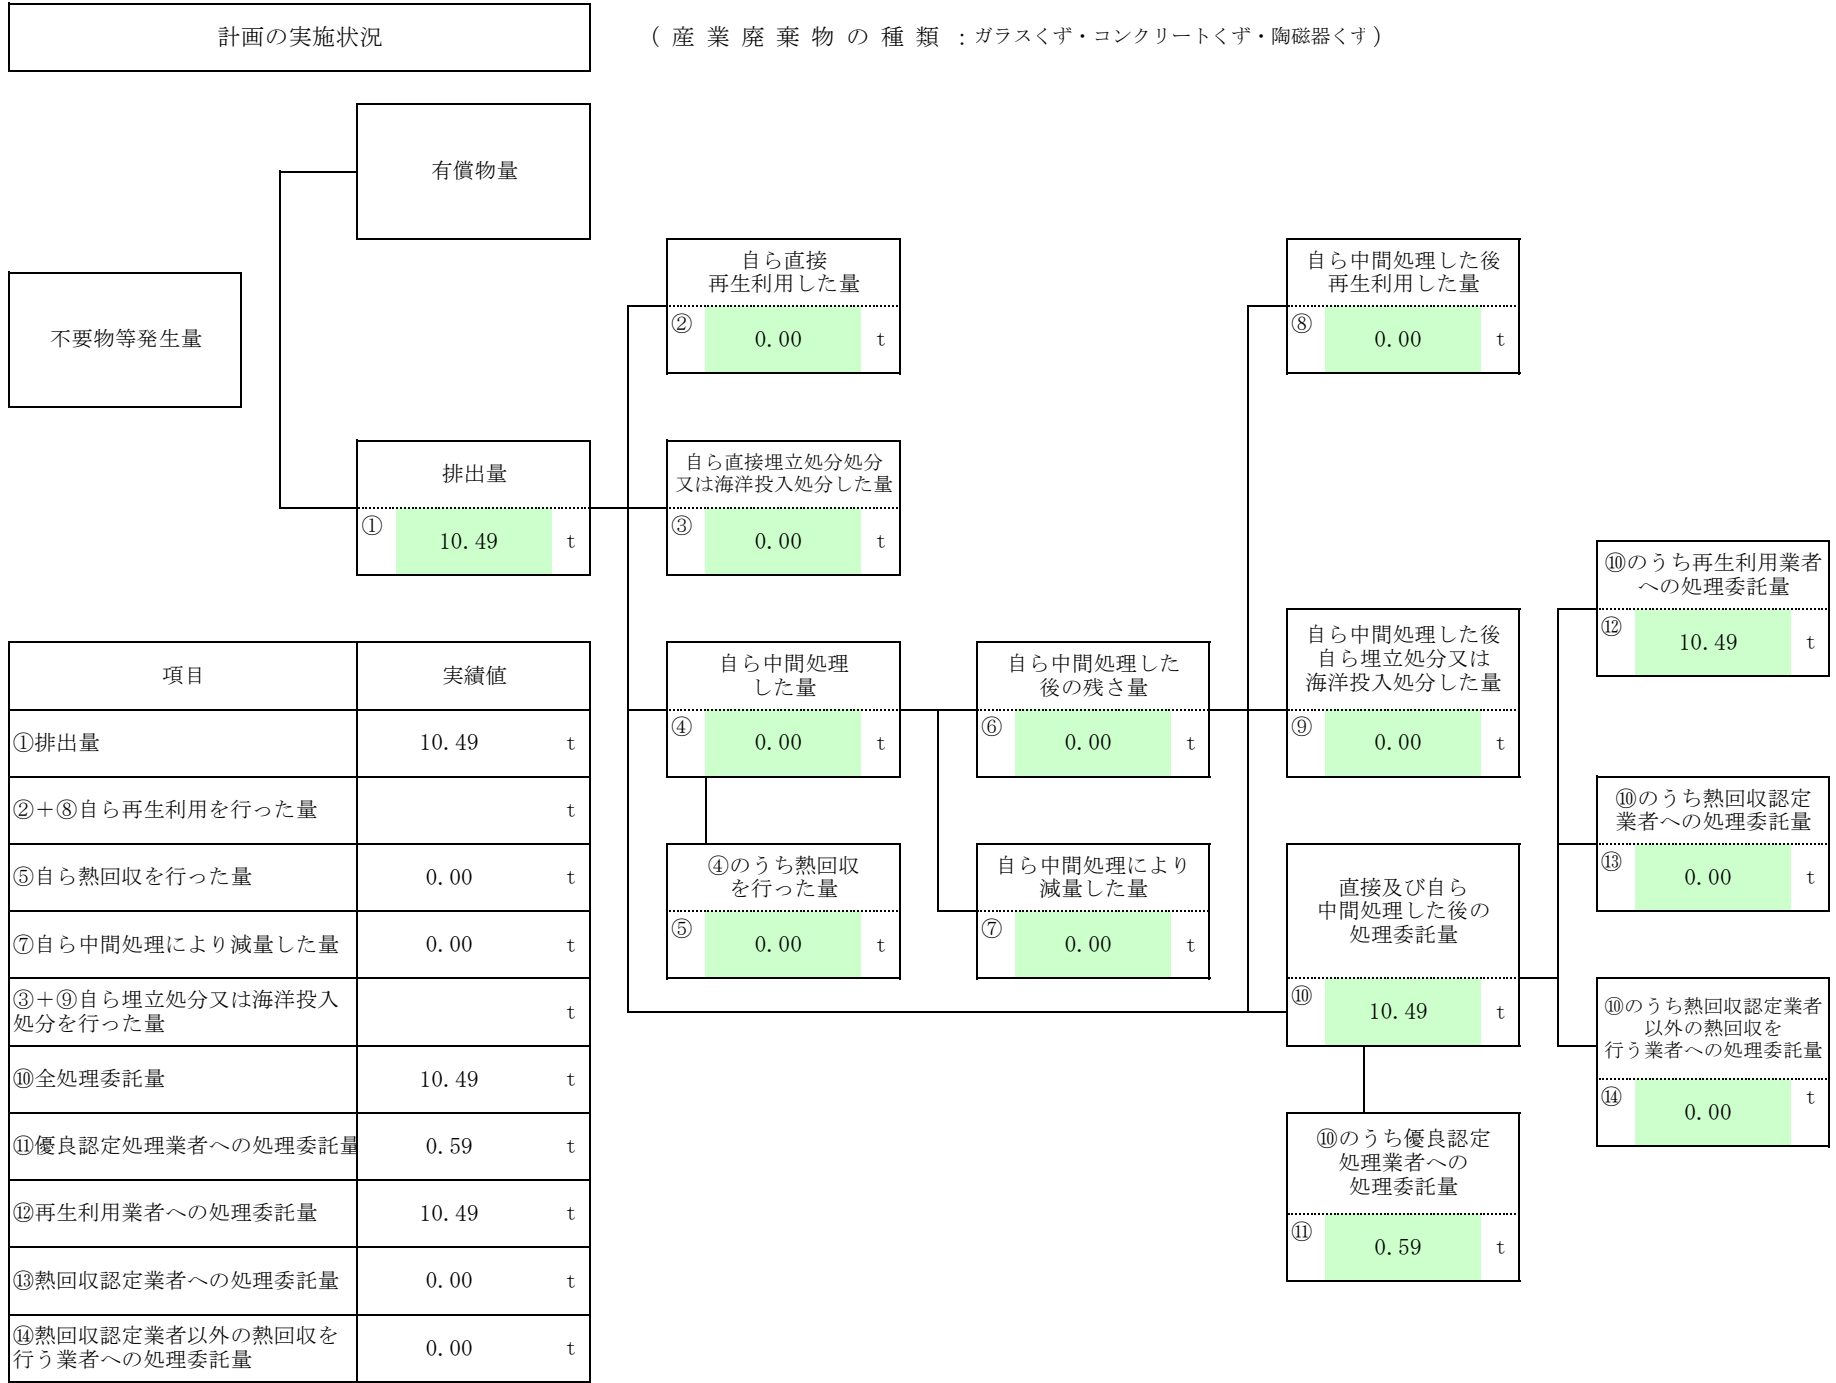 計画の実施状況
（産業廃棄物の種類：ガラスくず・コンクリートくず・陶磁器くず）
有償物量
不要物等発生量
排出量
①
10.49
t
自ら直接
再生利用した量
②
0.00
t
自ら直接埋立処分処分
又は海洋投入処分した量
③
0.00
t
自ら中間処理
した量
④
0.00
t
④のうち熱回収
を行った量
⑤
0.00
t
自ら中間処理した
後の残さ量
⑥
0.00
t
自ら中間処理により
減量した量
⑦
0.00
t
自ら中間処理した後
再生利用した量
⑧
0.00
t
自ら中間処理した後
自ら埋立処分又は
海洋投入処分した量
⑨
0.00
t
直接及び自ら
中間処理した後の
処理委託量
⑩
10.49
t
⑩のうち優良認定
処理業者への
処理委託量
⑪
0.59
t
⑩のうち再生利用業者
への処理委託量
⑫
10.49
t
⑩のうち熱回収認定
業者への処理委託量
⑬
0.00
t
⑩のうち熱回収認定業者
以外の熱回収を
行う業者への処理委託量
⑭
0.00
t
項目 実績値
①排出量 10.49 t
②＋⑧自ら再生利用を行った量 t
⑤自ら熱回収を行った量 0.00 t
⑦自ら中間処理により減量した量 0.00 t
③＋⑨自ら埋立処分又は海洋投入
処分を行った量 t
⑩全処理委託量 10.49 t
⑪優良認定処理業者への処理委託量 0.59 t
⑫再生利用業者への処理委託量 10.49 t
⑬熱回収認定業者への処理委託量 0.00 t
⑭熱回収認定業者以外の熱回収を
行う業者への処理委託量 0.00 t